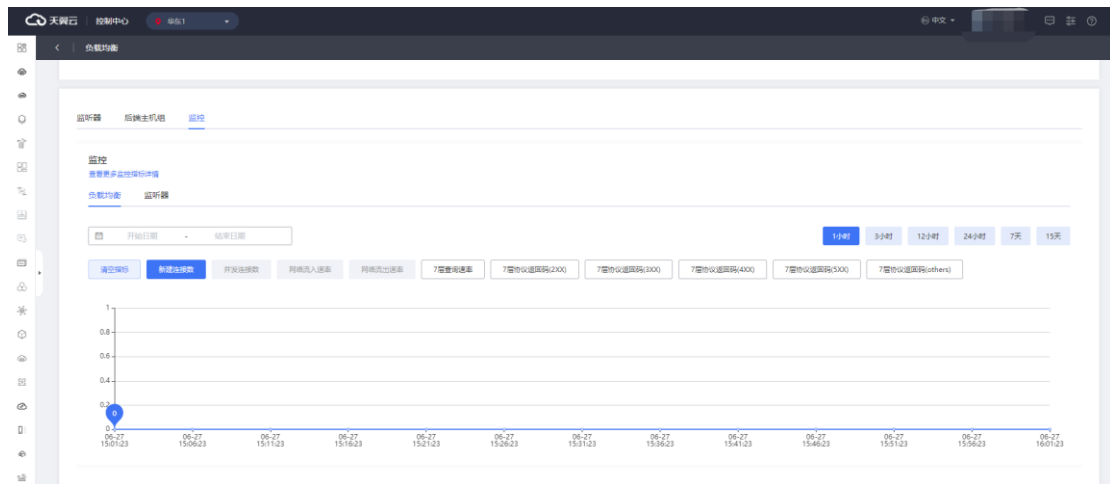 天翼云 控制中心 华东1 中文
负载均衡
监听器 后端主机组 监控
监控
查看更多监控指标详情
负载均衡 监听器
开始日期 - 结束日期 1小时 3小时 12小时 24小时 7天 15天
清空指标 新建连接数 并发连接数 网络流入速率 网络流出速率 7层查询速率 7层协议返回码(2XX) 7层协议返回码(3XX) 7层协议返回码(4XX) 7层协议返回码(5XX) 7层协议返回码(others)
1
0.8
0.6
0.4
0.2
0
0
06-27 06-27 06-27 06-27 06-27 06-27 06-27 06-27 06-27 06-27 06-27 06-27 06-27
15:01:23 15:06:23 15:11:23 15:16:23 15:21:23 15:26:23 15:31:23 15:36:23 15:41:23 15:46:23 15:51:23 15:56:23 16:01:23